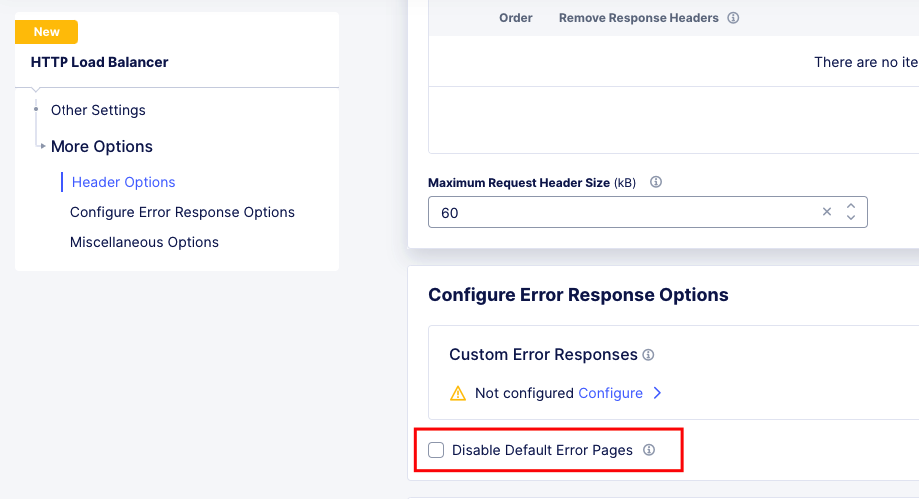 New
HTTP Load Balancer
Other Settings
More Options
Header Options
Configure Error Response Options
Miscellaneous Options
Order Remove Response Headers
There are no ite
Maximum Request Header Size (kB)
60
Configure Error Response Options
Custom Error Responses
Not configured Configure
Disable Default Error Pages